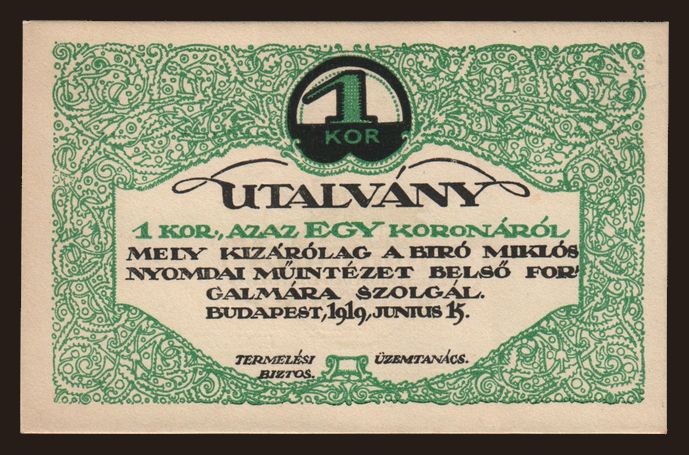 1
KOR
UTALVÁNY
1 KOR., AZAZ EGY KORONÁRÓL
MELY KIZÁRÓLAG A BIRÓ MIKLÓS
NYOMDAI MŰINTÉZET BELSŐ FOR-
GALMÁRA SZOLGÁL.
BUDAPEST, 1919, JUNIUS 15.
TERMELÉSI ÜZEMTANÁCS.
BIZTOS.